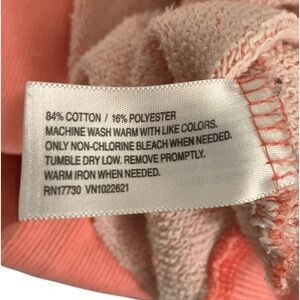 84% COTTON / 16% POLYESTER
MACHINE WASH WARM WITH LIKE COLORS.
ONLY NON-CHLORINE BLEACH WHEN NEEDED.
TUMBLE DRY LOW. REMOVE PROMPTLY.
WARM IRON WHEN NEEDED.
RN17730 VN1022621